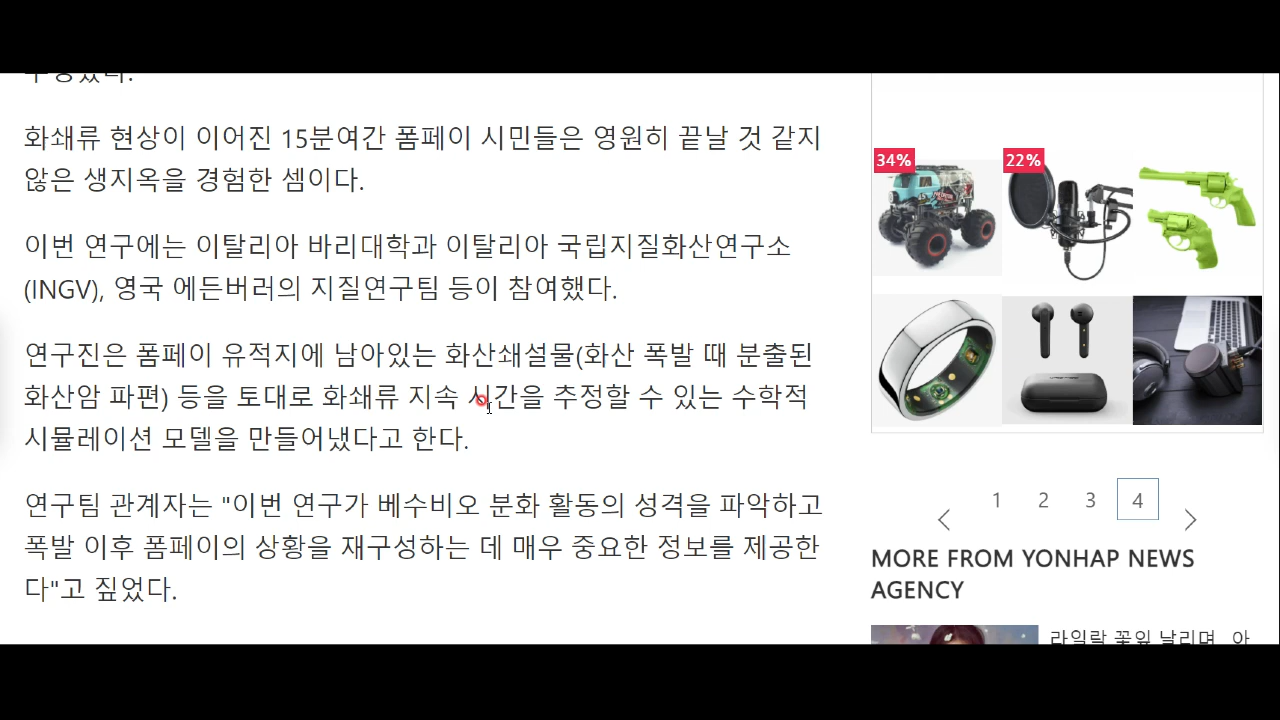 화쇄류 현상이 이어진 15분여간 폼페이 시민들은 영원히 끝날 것 같지
않은 생지옥을 경험한 셈이다.
이번 연구에는 이탈리아 바리대학과 이탈리아 국립지질화산연구소
(INGV), 영국 에든버러의 지질연구팀 등이 참여했다.
연구진은 폼페이 유적지에 남아있는 화산쇄설물(화산 폭발 때 분출된
화산암 파편) 등을 토대로 화쇄류 지속 시간을 추정할 수 있는 수학적
시뮬레이션 모델을 만들어냈다고 한다.
연구팀 관계자는 "이번 연구가 베수비오 분화 활동의 성격을 파악하고
폭발 이후 폼페이의 상황을 재구성하는 데 매우 중요한 정보를 제공한
다"고 짚었다.
34% 22%
1 2 3 4
MORE FROM YONHAP NEWS
AGENCY
라일락 꽃잎 날리며